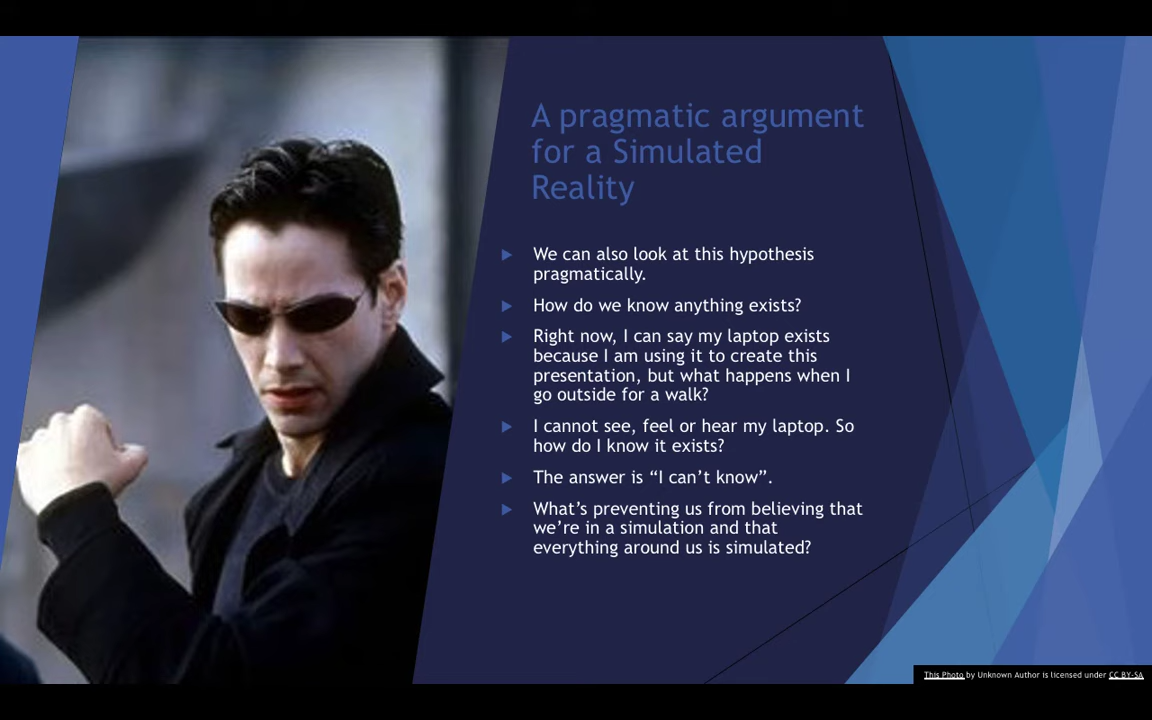 A pragmatic argument
for a Simulated
Reality
We can also look at this hypothesis
pragmatically.
How do we know anything exists?
Right now, I can say my laptop exists
because I am using it to create this
presentation, but what happens when I
go outside for a walk?
I cannot see, feel or hear my laptop. So
how do I know it exists?
The answer is “I can’t know”.
What’s preventing us from believing that
we’re in a simulation and that
everything around us is simulated?
This Photo by Unknown Author is licensed under CC BY-SA